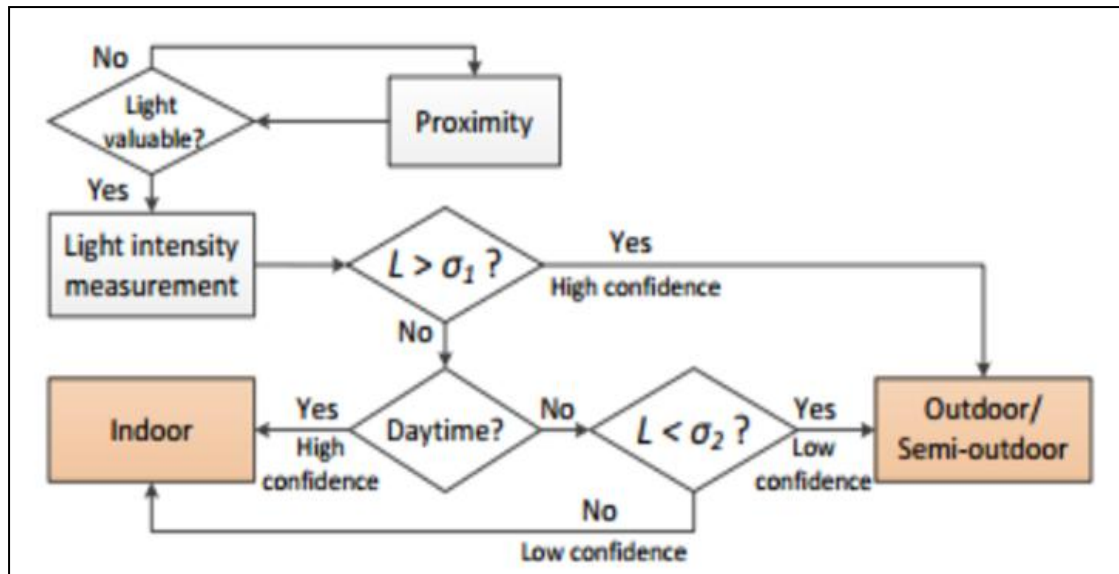 No
Light
valuable?
Proximity
Yes
Light intensity
measurement
L > σ₁ ?
Yes
High confidence
No
Indoor
Yes
High
confidence
Daytime?
No
L < σ₂ ?
Yes
Low
confidence
Outdoor/
Semi-outdoor
No
Low confidence